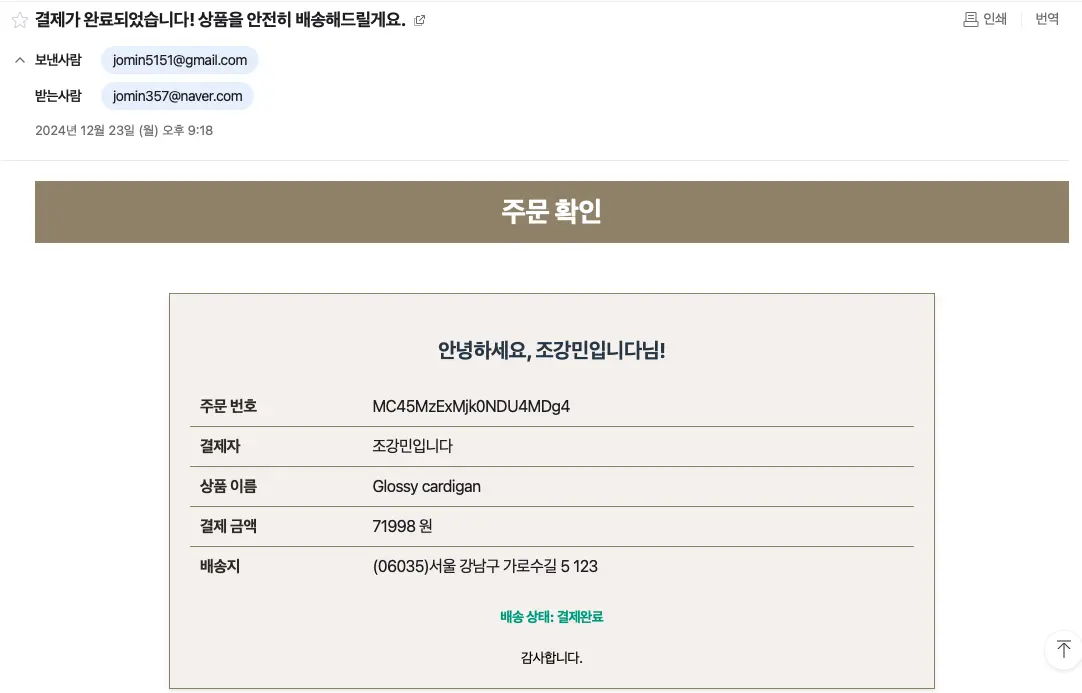 결제가 완료되었습니다! 상품을 안전히 배송해드릴게요.
인쇄 번역
보낸사람 jomin5151@gmail.com
받는사람 jomin357@naver.com
2024년 12월 23일 (월) 오후 9:18
주문 확인
안녕하세요, 조강민입니다님!
주문 번호 MC45MzExMjk0NDU4MDg4
결제자 조강민입니다
상품 이름 Glossy cardigan
결제 금액 71998 원
배송지 (06035)서울 강남구 가로수길 5 123
배송 상태: 결제완료
감사합니다.